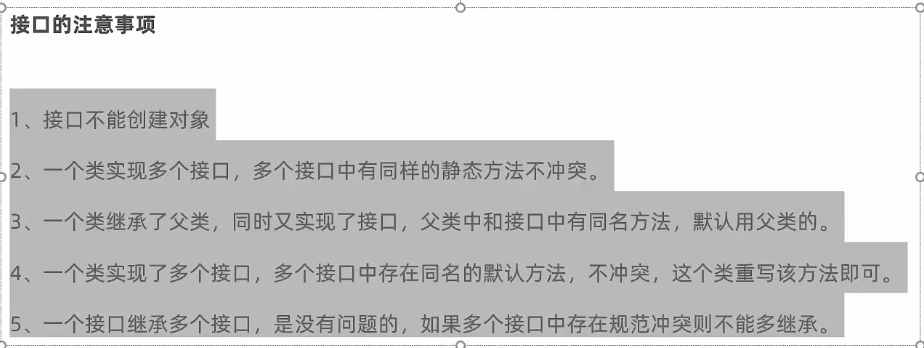 接口的注意事项
1、接口不能创建对象
2、一个类实现多个接口，多个接口中有同样的静态方法不冲突。
3、一个类继承了父类，同时又实现了接口，父类中和接口中有同名方法，默认用父类的。
4、一个类实现了多个接口，多个接口中存在同名的默认方法，不冲突，这个类重写该方法即可。
5、一个接口继承多个接口，是没有问题的，如果多个接口中存在规范冲突则不能多继承。